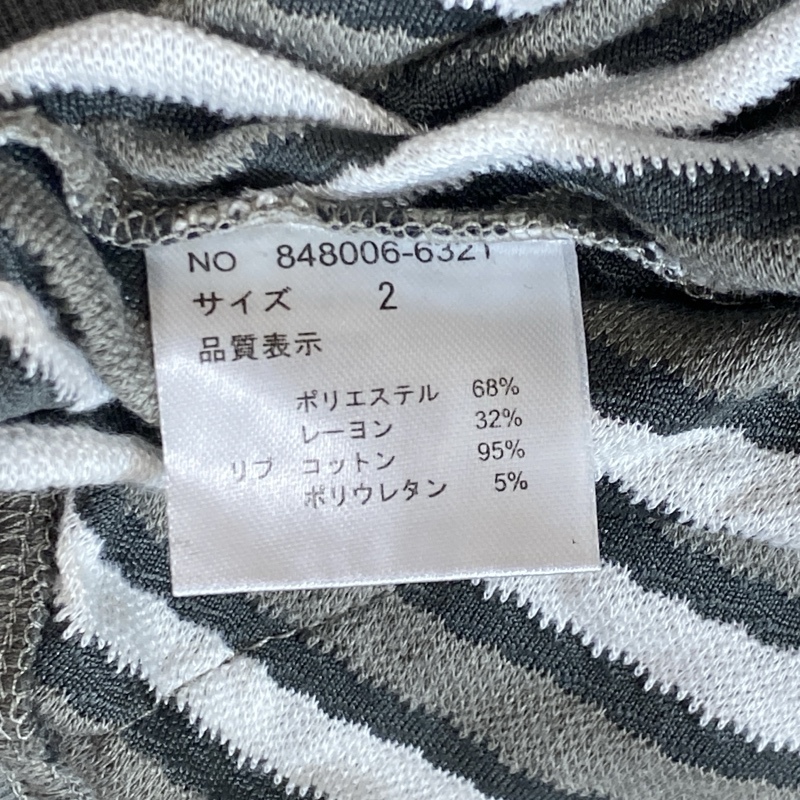 NO 848006-6321
サイズ 2
品質表示
ポリエステル 68%
レーヨン 32%
リブ コットン 95%
ポリウレタン 5%